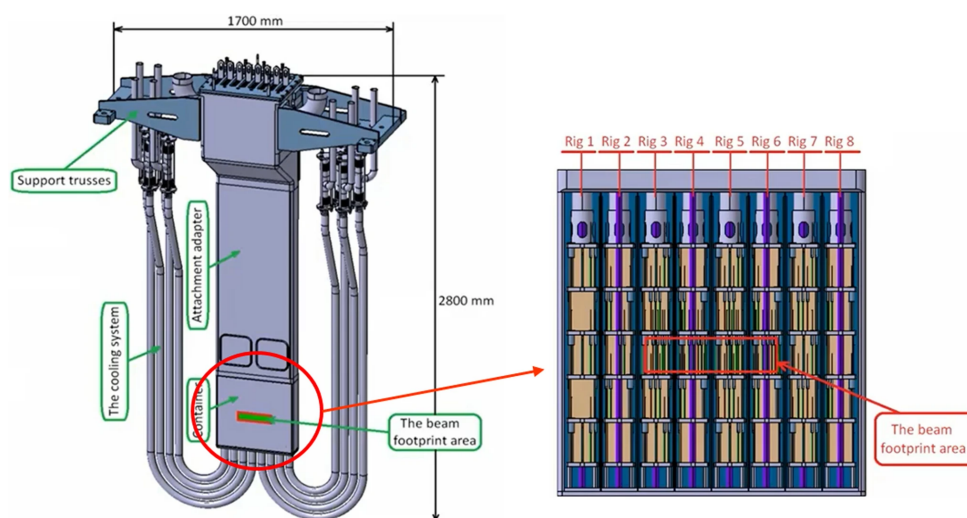 1700 mm
Support trusses
Attachment adapter
2800 mm
The cooling system
Container
The beam
footprint area
Rig 1 Rig 2 Rig 3 Rig 4 Rig 5 Rig 6 Rig 7 Rig 8
The beam
footprint area